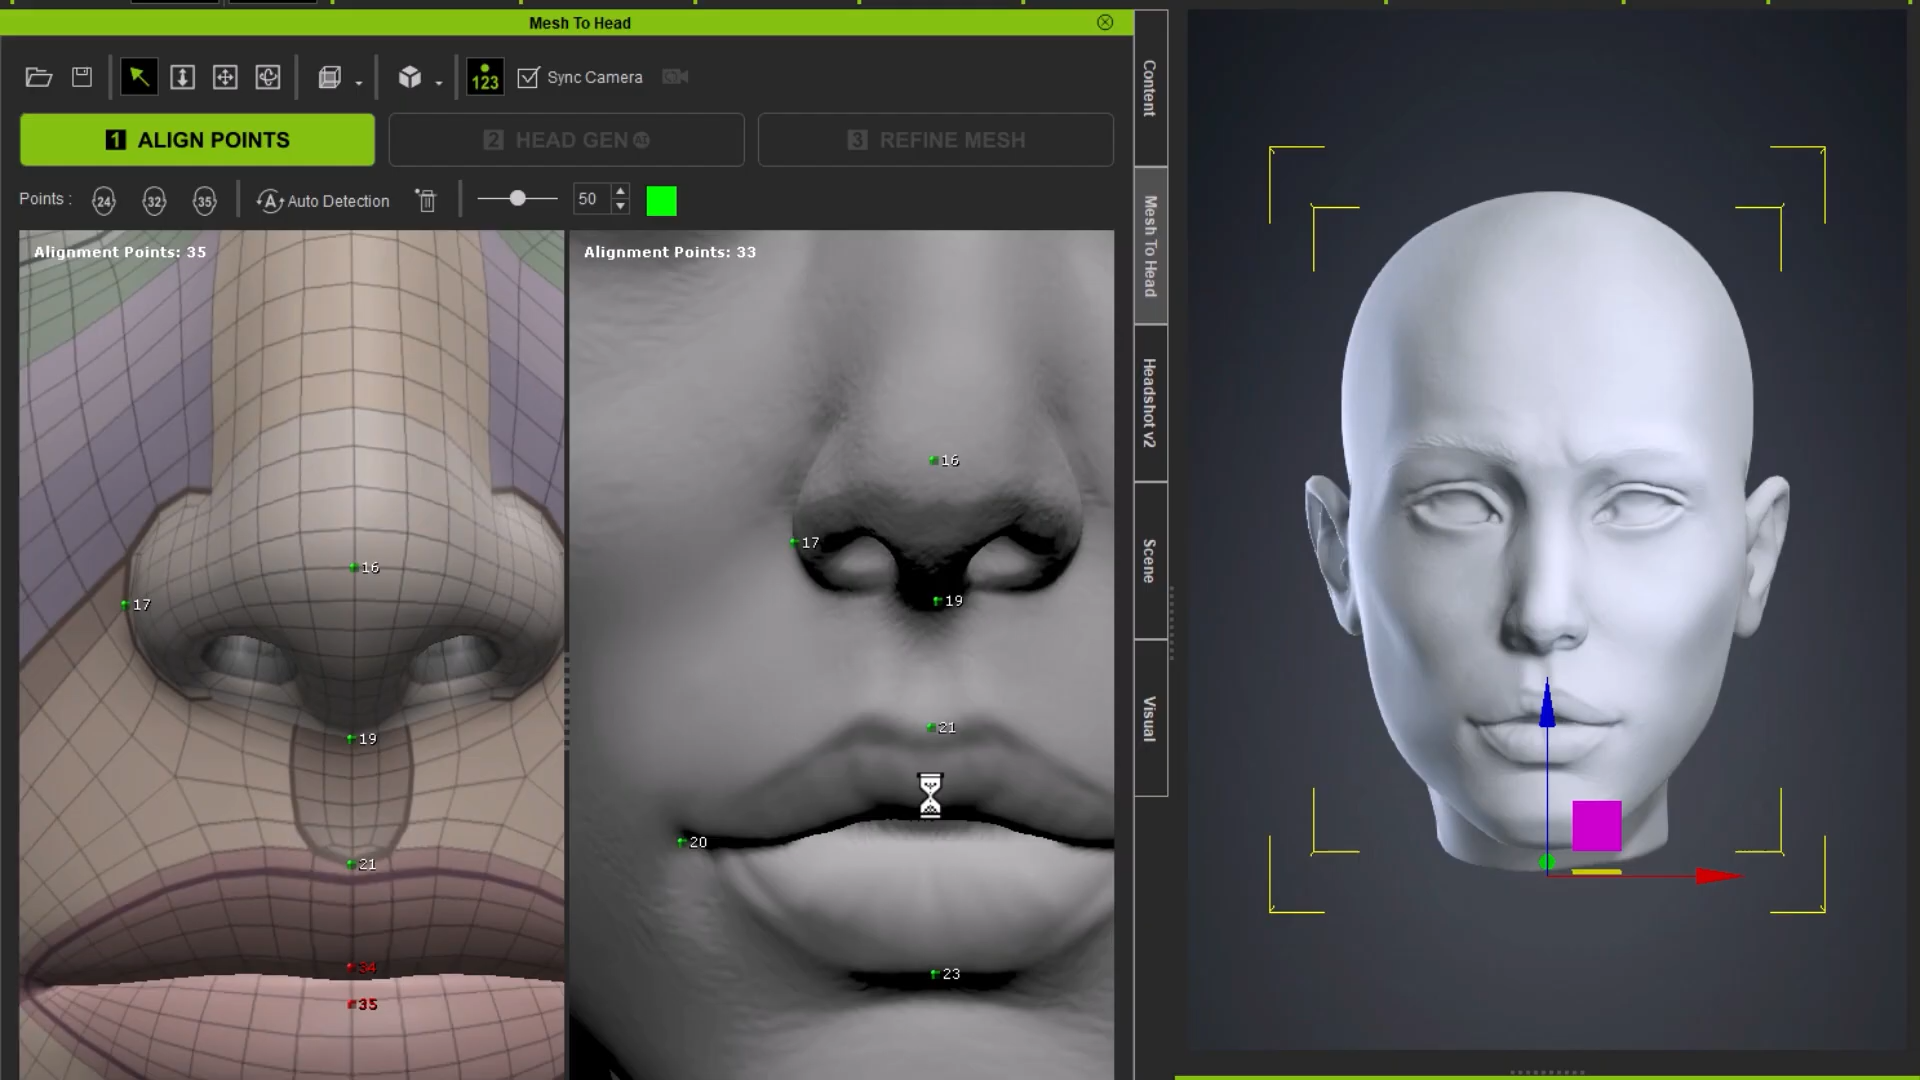 Mesh To Head
123
Sync Camera
1 ALIGN POINTS
2 HEAD GEN AI
3 REFINE MESH
Points :
24
32
35
A
Auto Detection
50
Alignment Points: 35
16
17
19
21
34
35
Alignment Points: 33
16
17
19
21
20
23
Content
Mesh To Head
Headshot v2
Scene
Visual